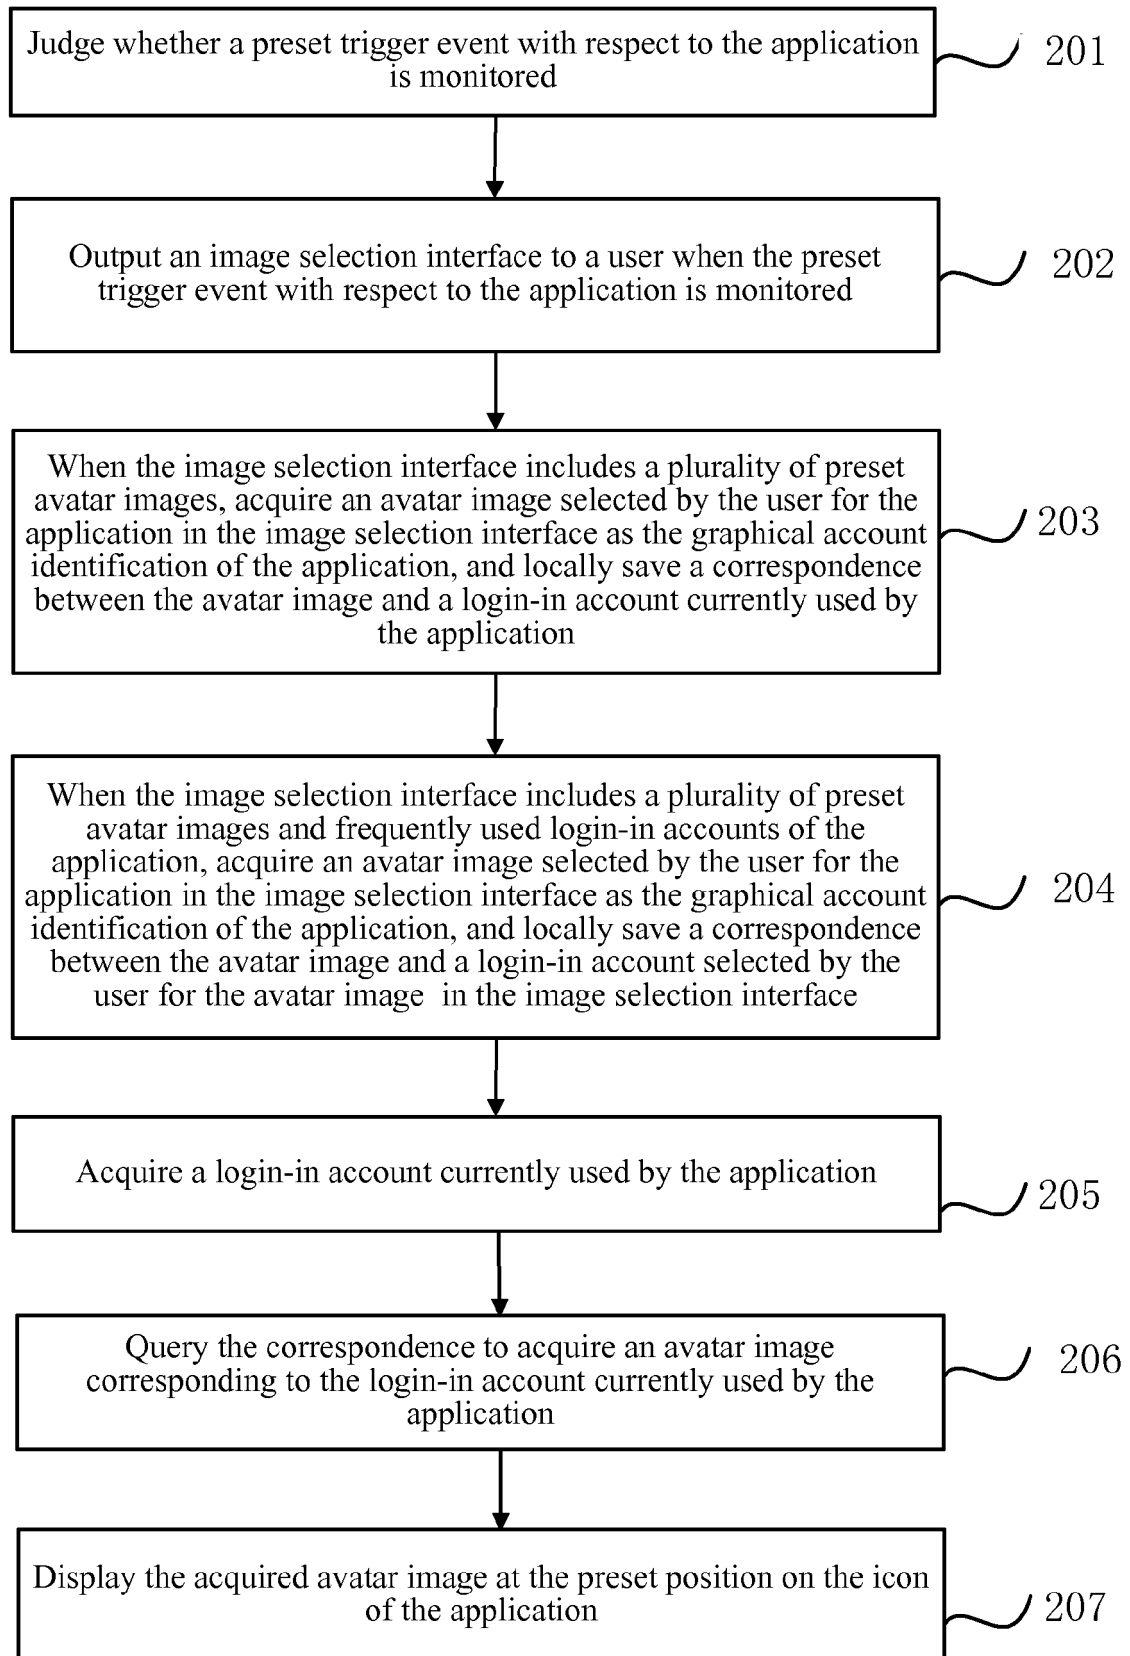 Judge whether a preset trigger event with respect to the application
is monitored
201
Output an image selection interface to a user when the preset
trigger event with respect to the application is monitored
202
When the image selection interface includes a plurality of preset
avatar images, acquire an avatar image selected by the user for the
application in the image selection interface as the graphical account
identification of the application, and locally save a correspondence
between the avatar image and a login-in account currently used by
the application
203
When the image selection interface includes a plurality of preset
avatar images and frequently used login-in accounts of the
application, acquire an avatar image selected by the user for the
application in the image selection interface as the graphical account
identification of the application, and locally save a correspondence
between the avatar image and a login-in account selected by the
user for the avatar image in the image selection interface
204
Acquire a login-in account currently used by the application
205
Query the correspondence to acquire an avatar image
corresponding to the login-in account currently used by the
application
206
Display the acquired avatar image at the preset position on the icon
of the application
207